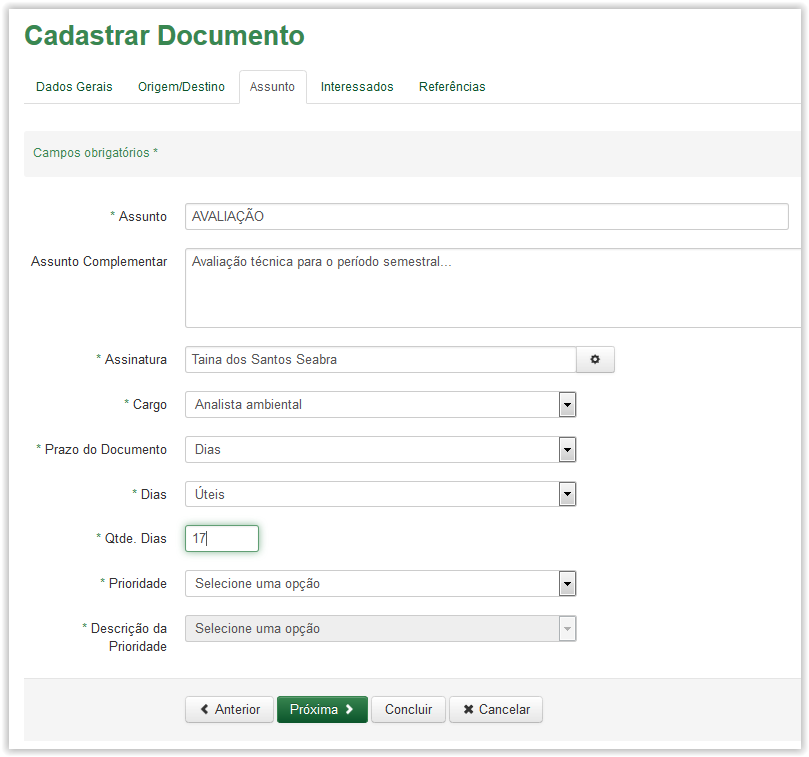 Cadastrar Documento
Dados Gerais Origem/Destino Assunto Interessados Referências
Campos obrigatórios *
* Assunto AVALIAÇÃO
Assunto Complementar Avaliação técnica para o período semestral...
* Assinatura Taina dos Santos Seabra
* Cargo Analista ambiental
* Prazo do Documento Dias
* Dias Úteis
* Qtde. Dias 17
* Prioridade Selecione uma opção
* Descrição da Selecione uma opção
Prioridade
Anterior Próxima Concluir Cancelar